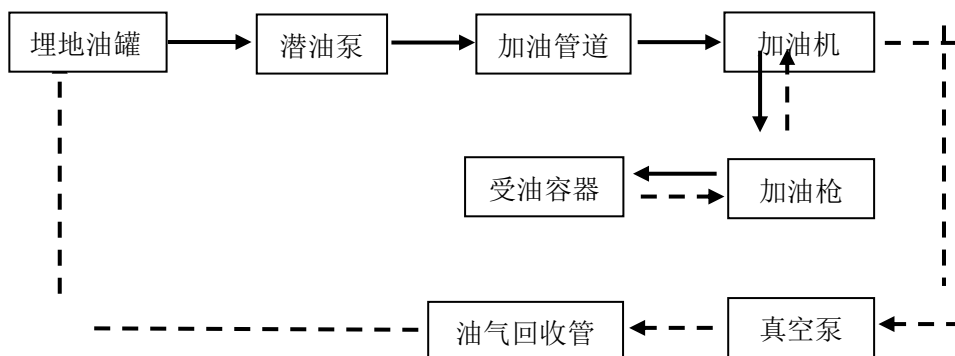 埋地油罐
潜油泵
加油管道
加油机
受油容器
加油枪
油气回收管
真空泵